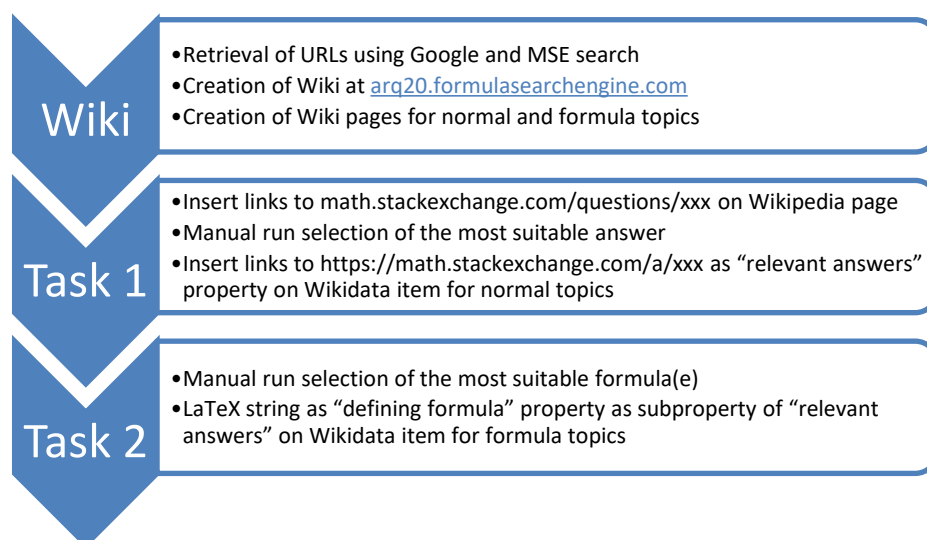 Wiki
•Retrieval of URLs using Google and MSE search
•Creation of Wiki at arq20.formulasearchengine.com
•Creation of Wiki pages for normal and formula topics
Task 1
•Insert links to math.stackexchange.com/questions/xxx on Wikipedia page
•Manual run selection of the most suitable answer
•Insert links to https://math.stackexchange.com/a/xxx as “relevant answers”
property on Wikidata item for normal topics
Task 2
•Manual run selection of the most suitable formula(e)
•LaTeX string as “defining formula” property as subproperty of “relevant
answers” on Wikidata item for formula topics